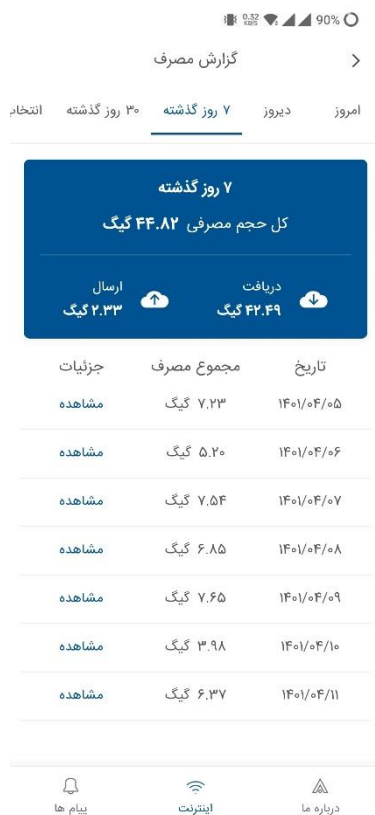 0.32 KB/S 90%
گزارش مصرف
امروز دیروز ۷ روز گذشته ۳۰ روز گذشته انتخاب
۷ روز گذشته
کل حجم مصرفی ۴۴.۸۲ گیگ
دریافت ارسال
۴۲.۴۹ گیگ ۲.۳۳ گیگ
تاریخ مجموع مصرف جزئیات
۱۴۰۱/۰۴/۰۵ ۷.۲۳ گیگ مشاهده
۱۴۰۱/۰۴/۰۶ ۵.۲۰ گیگ مشاهده
۱۴۰۱/۰۴/۰۷ ۷.۵۴ گیگ مشاهده
۱۴۰۱/۰۴/۰۸ ۶.۸۵ گیگ مشاهده
۱۴۰۱/۰۴/۰۹ ۷.۶۵ گیگ مشاهده
۱۴۰۱/۰۴/۱۰ ۳.۹۸ گیگ مشاهده
۱۴۰۱/۰۴/۱۱ ۶.۳۷ گیگ مشاهده
درباره ما اینترنت پیام ها